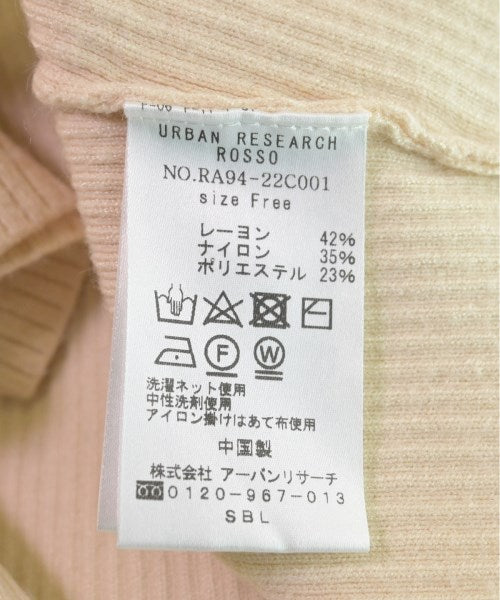 URBAN RESEARCH
ROSSO
NO.RA94-22C001
size Free
レーヨン 42%
ナイロン 35%
ポリエステル 23%
F W
洗濯ネット使用
中性洗剤使用
アイロン掛けはあて布使用
中国製
株式会社 アーバンリサーチ
0120-967-013
SBL